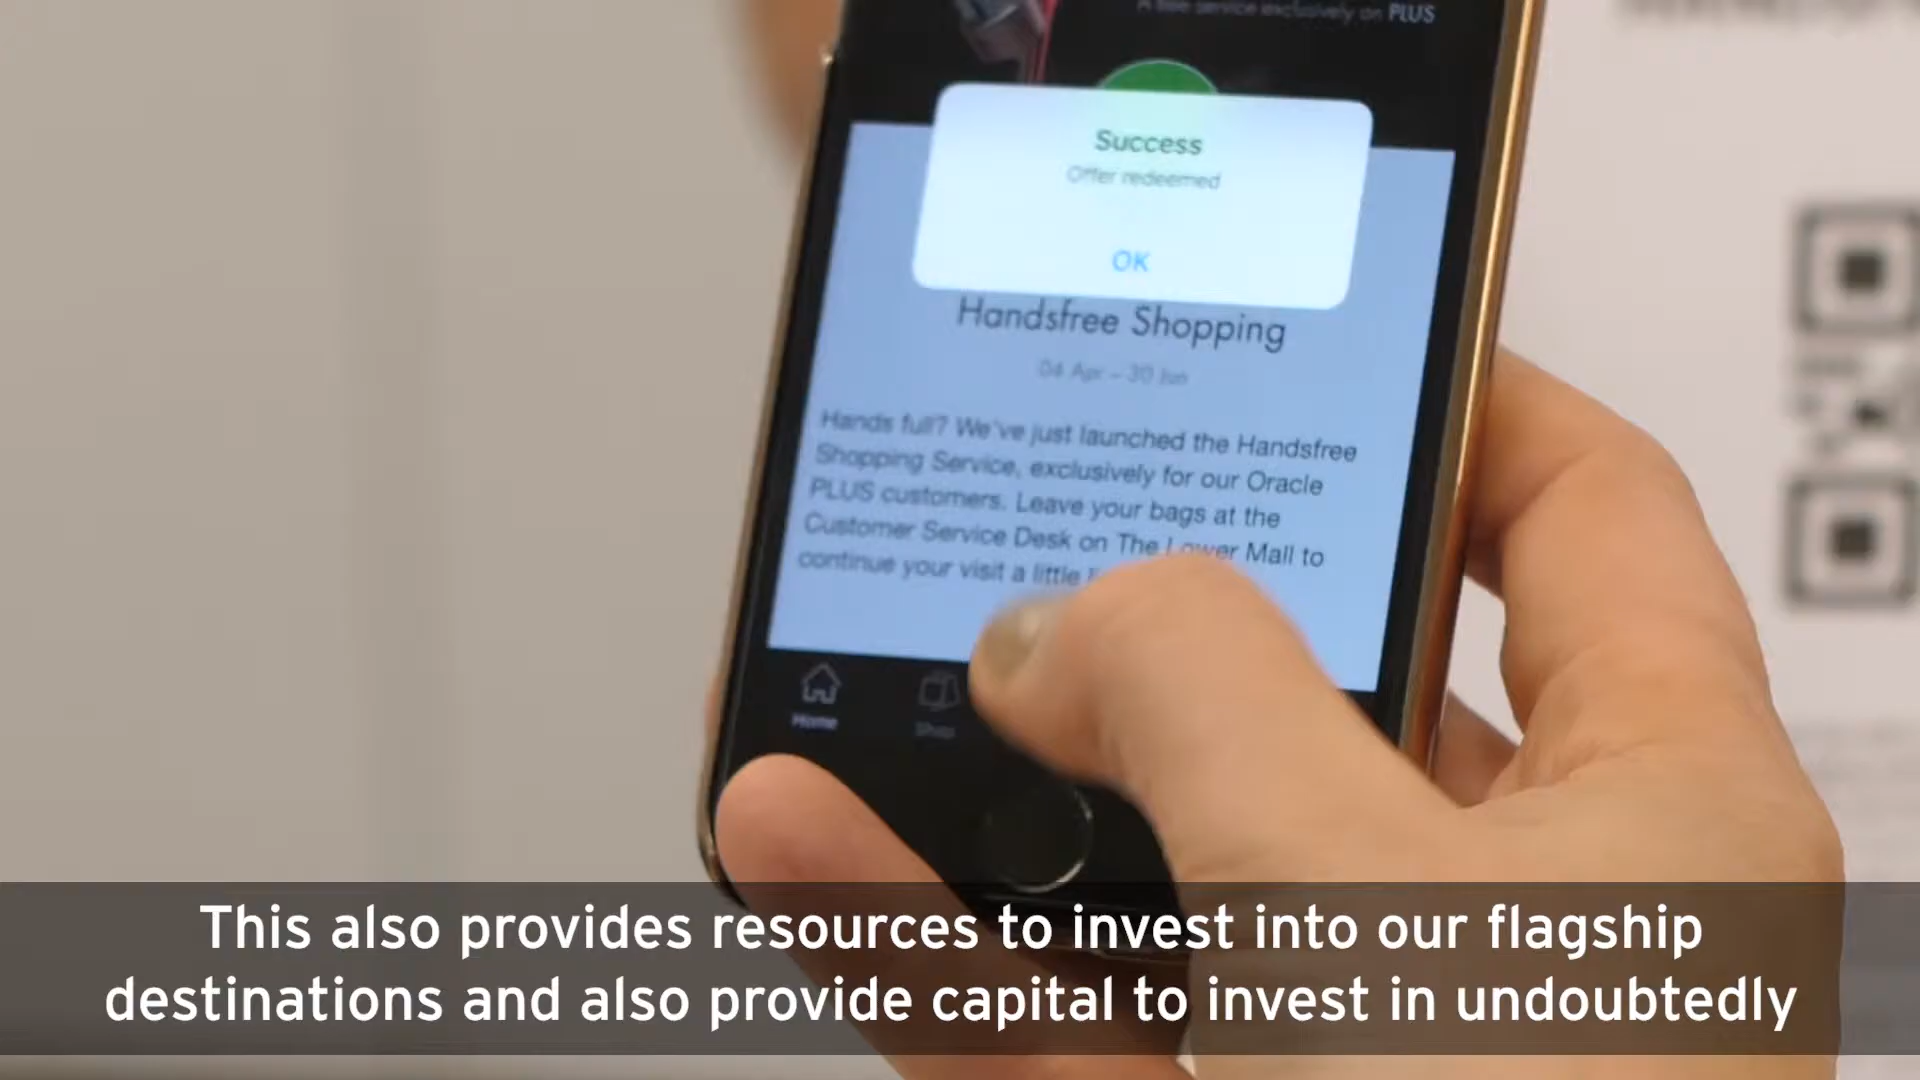 A free service exclusively on PLUS
Success
Offer redeemed
OK
Handsfree Shopping
04 Apr – 30 Jun
Hands full? We've just launched the Handsfree
Shopping Service, exclusively for our Oracle
PLUS customers. Leave your bags at the
Customer Service Desk on The Lower Mall to
continue your visit a little
Home
Shop
This also provides resources to invest into our flagship
destinations and also provide capital to invest in undoubtedly